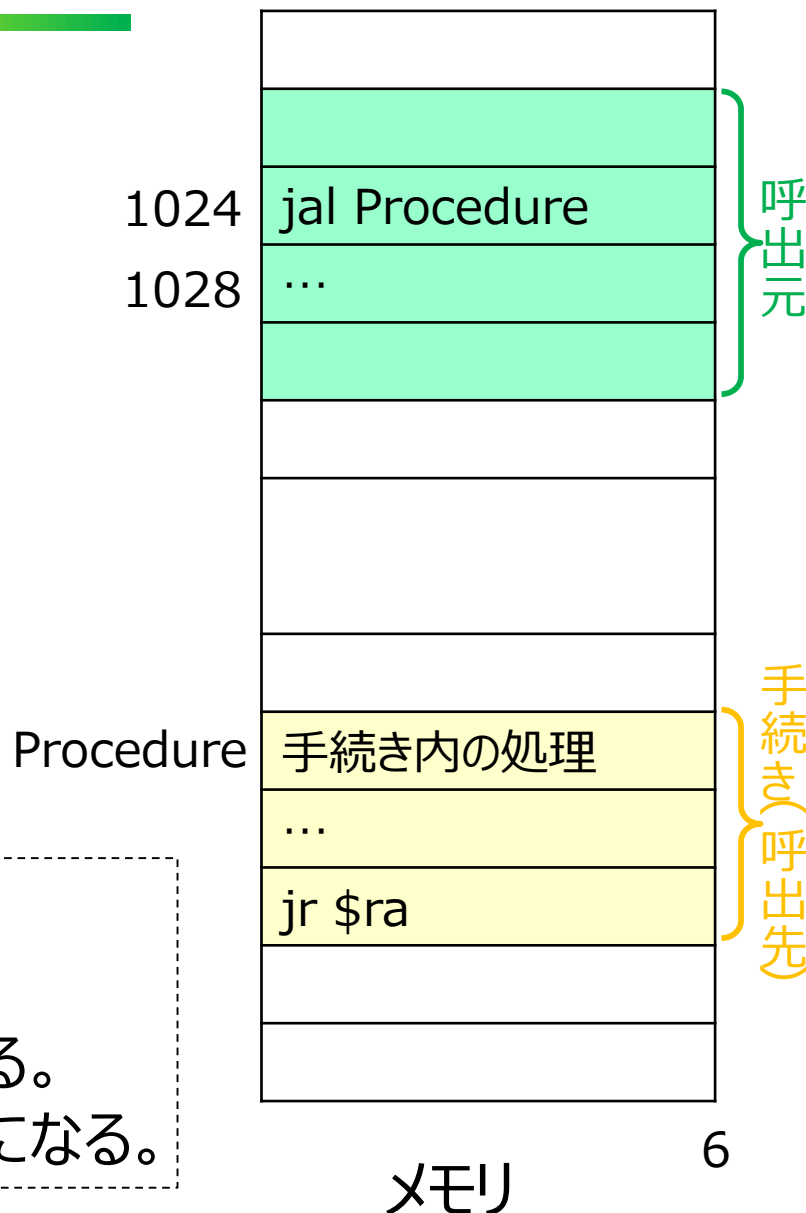 1024 jal Procedure
1028 …
呼出元
Procedure 手続き内の処理
…
jr $ra
手続き(呼出先)
る。
になる。
メモリ
6